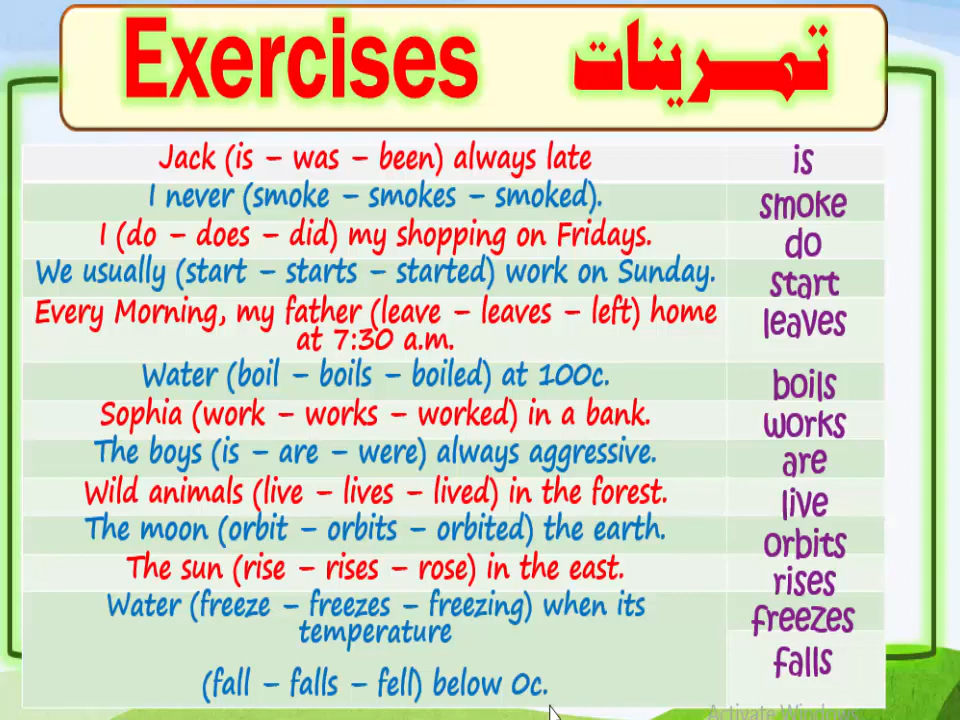 Exercises تمرينات
Jack (is – was – been) always late is
I never (smoke – smokes – smoked). smoke
I (do – does – did) my shopping on Fridays. do
We usually (start – starts – started) work on Sunday. start
Every Morning, my father (leave – leaves – left) home leaves
at 7:30 a.m.
Water (boil – boils – boiled) at 100c. boils
Sophia (work – works – worked) in a bank. works
The boys (is – are – were) always aggressive. are
Wild animals (live – lives – lived) in the forest. live
The moon (orbit – orbits – orbited) the earth. orbits
The sun (rise – rises – rose) in the east. rises
Water (freeze – freezes – freezing) when its freezes
temperature
(fall – falls – fell) below 0c. falls
Activate Windows